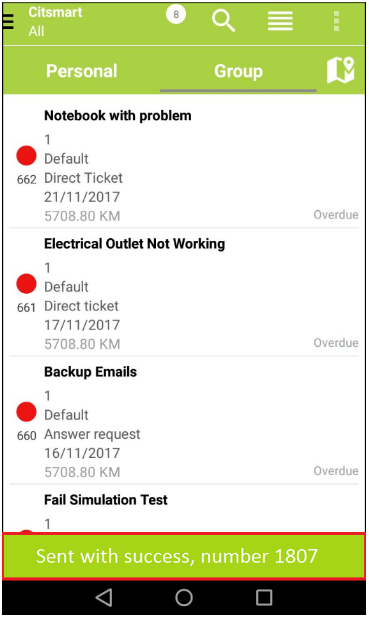 Citsmart
All
8
Personal
Group
Notebook with problem
1
Default
662 Direct Ticket
21/11/2017
5708.80 KM
Overdue
Electrical Outlet Not Working
1
Default
661 Direct ticket
17/11/2017
5708.80 KM
Overdue
Backup Emails
1
Default
660 Answer request
16/11/2017
5708.80 KM
Overdue
Fail Simulation Test
1
Sent with success, number 1807